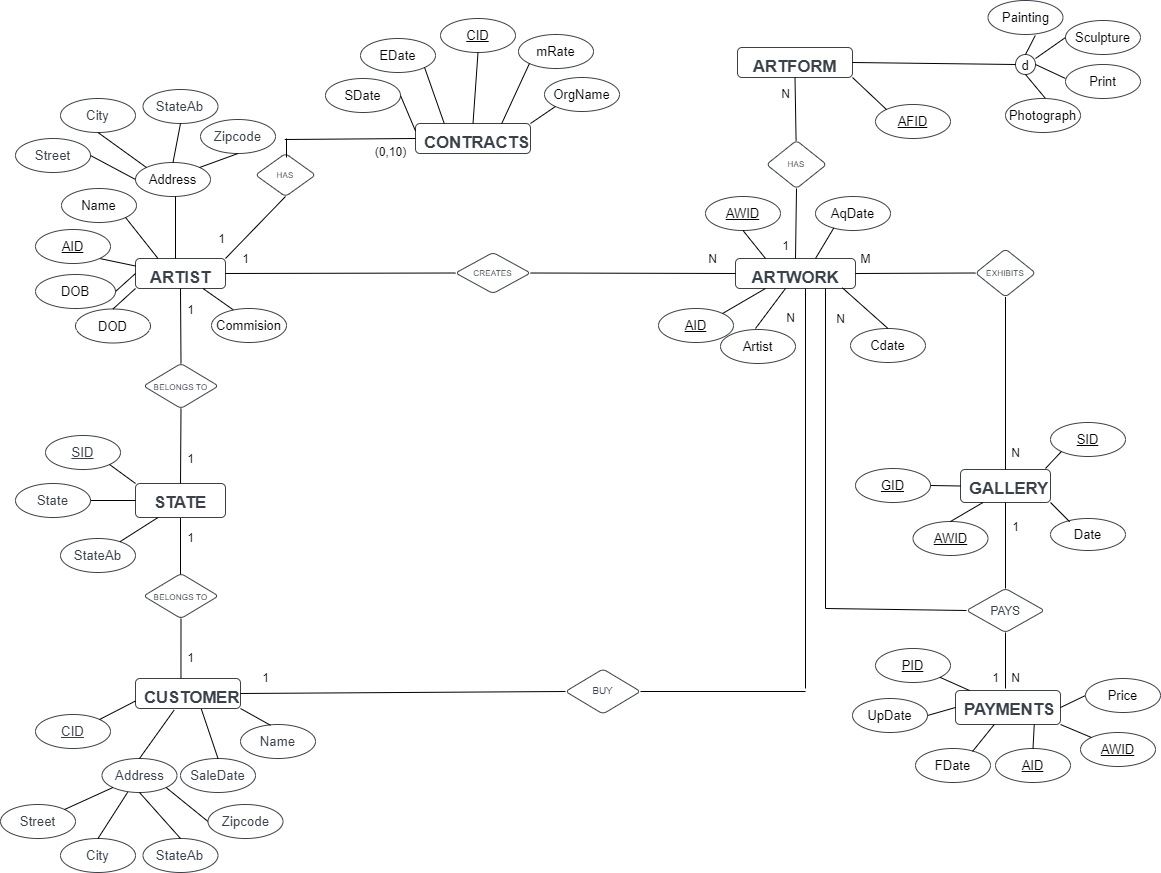 Painting
CID
Sculpture
EDate
mRate
ARTFORM
d
Print
SDate
OrgName
N
StateAb
City
Photograph
AFID
Zipcode
CONTRACTS
(0,10)
Street
HAS
HAS
Address
Name
AWID
AqDate
AID
1
1
1
N
M
ARTIST
CREATES
ARTWORK
EXHIBITS
DOB
1
N
N
DOD
Commision
AID
Artist
Cdate
BELONGS TO
SID
1
N
SID
State
STATE
GID
GALLERY
StateAb
1
1
AWID
Date
BELONGS TO
PAYS
1
1
1
N
PID
CUSTOMER
BUY
Price
CID
UpDate
PAYMENTS
Name
AWID
Address
SaleDate
FDate
AID
Street
Zipcode
City
StateAb